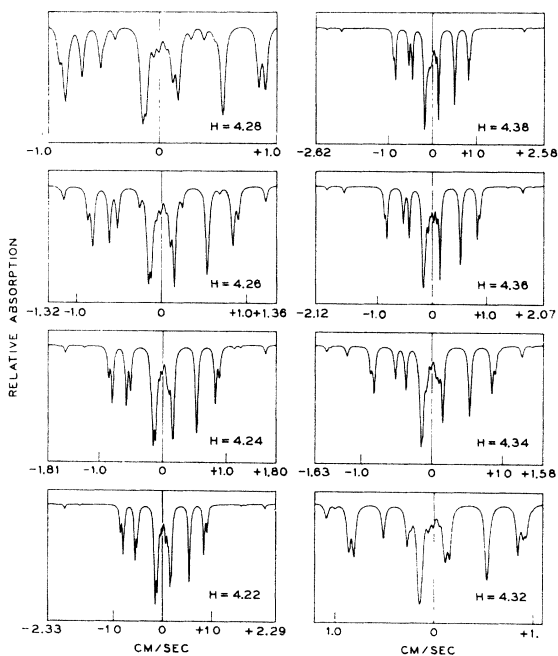 RELATIVE ABSORPTION
H = 4.28
-1.0 0 +1.0
H = 4.26
-1.32 -1.0 0 +1.0 +1.36
H = 4.24
-1.81 -1.0 0 +1.0 +1.80
H = 4.22
-2.33 -1.0 0 +1.0 +2.29
CM/SEC
H = 4.38
-2.62 -1.0 0 +1.0 +2.58
H = 4.36
-2.12 -1.0 0 +1.0 +2.07
H = 4.34
-1.63 -1.0 0 +1.0 +1.58
H = 4.32
1.0 0 +1.
CM/SEC